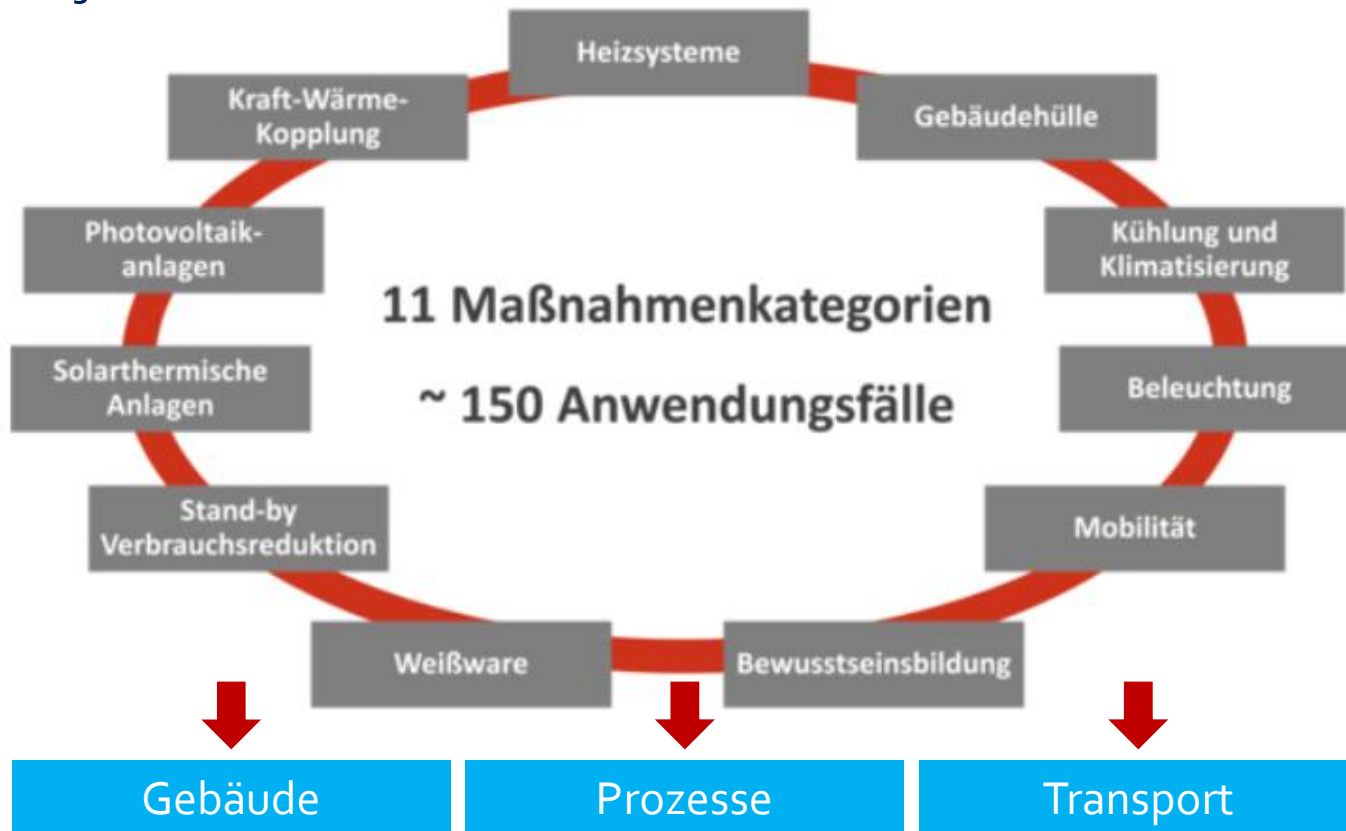 Heizsysteme
Kraft-Wärme-
Kopplung
Gebäudehülle
Photovoltaik-
anlagen
Kühlung und
Klimatisierung
11 Maßnahmenkategorien
~ 150 Anwendungsfälle
Solarthermische
Anlagen
Beleuchtung
Stand-by
Verbrauchsreduktion
Mobilität
Weißware
Bewusstseinsbildung
Gebäude
Prozesse
Transport